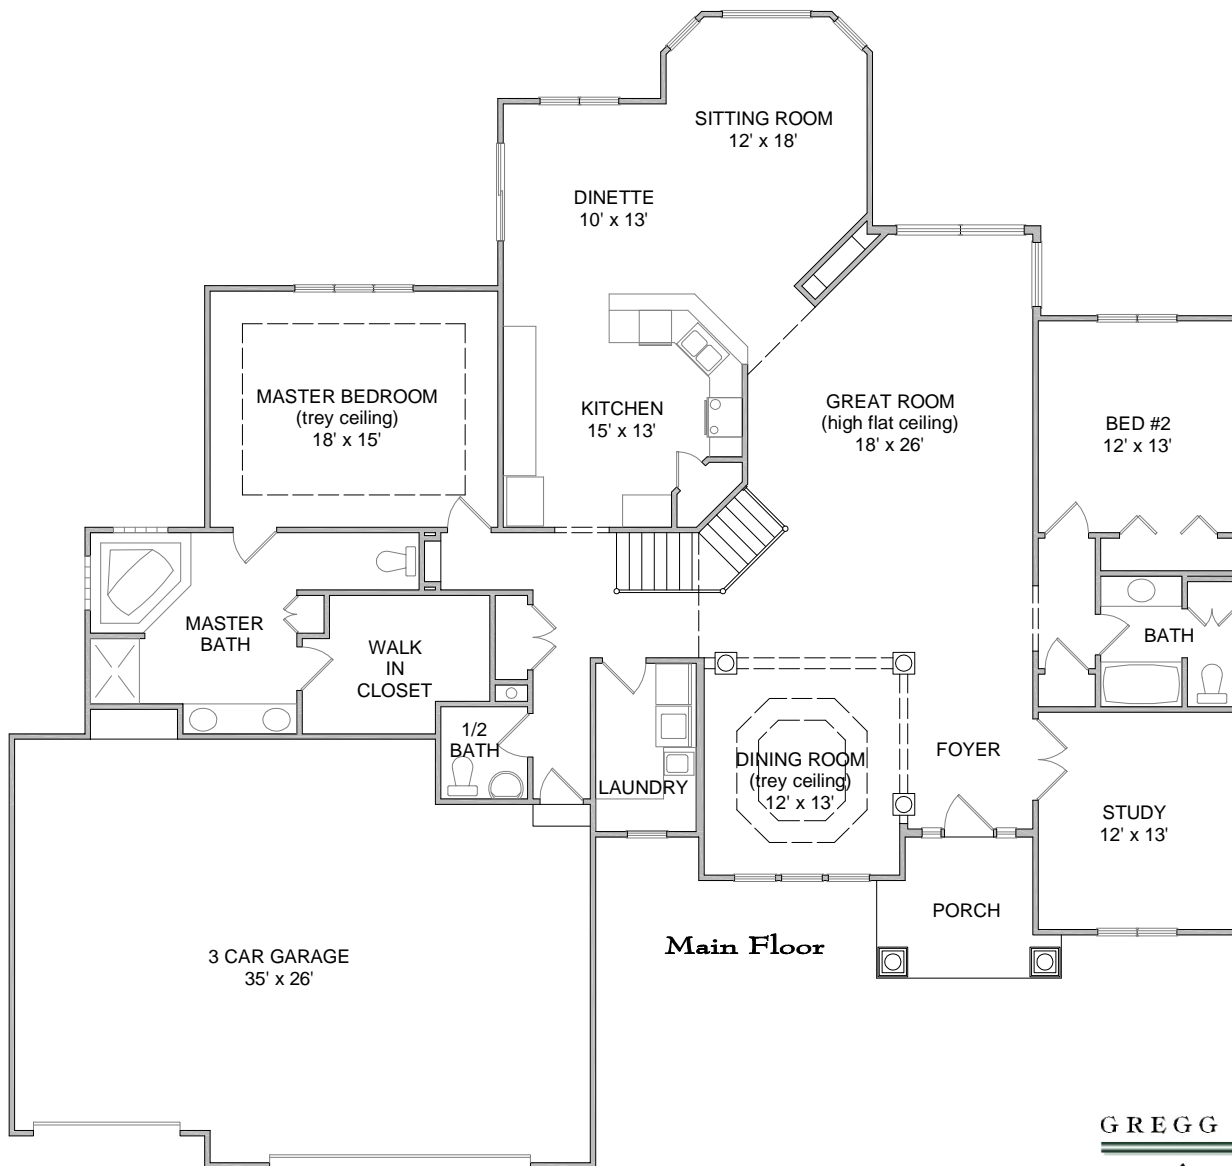 SITTING ROOM
12' x 18'
DINETTE
10' x 13'
MASTER BEDROOM
(trey ceiling)
18' x 15'
KITCHEN
15' x 13'
GREAT ROOM
(high flat ceiling)
18' x 26'
BED #2
12' x 13'
MASTER
BATH
WALK
IN
CLOSET
BATH
1/2
BATH
LAUNDRY
DINING ROOM
(trey ceiling)
12' x 13'
FOYER
STUDY
12' x 13'
PORCH
Main Floor
3 CAR GARAGE
35' x 26'
GREGG